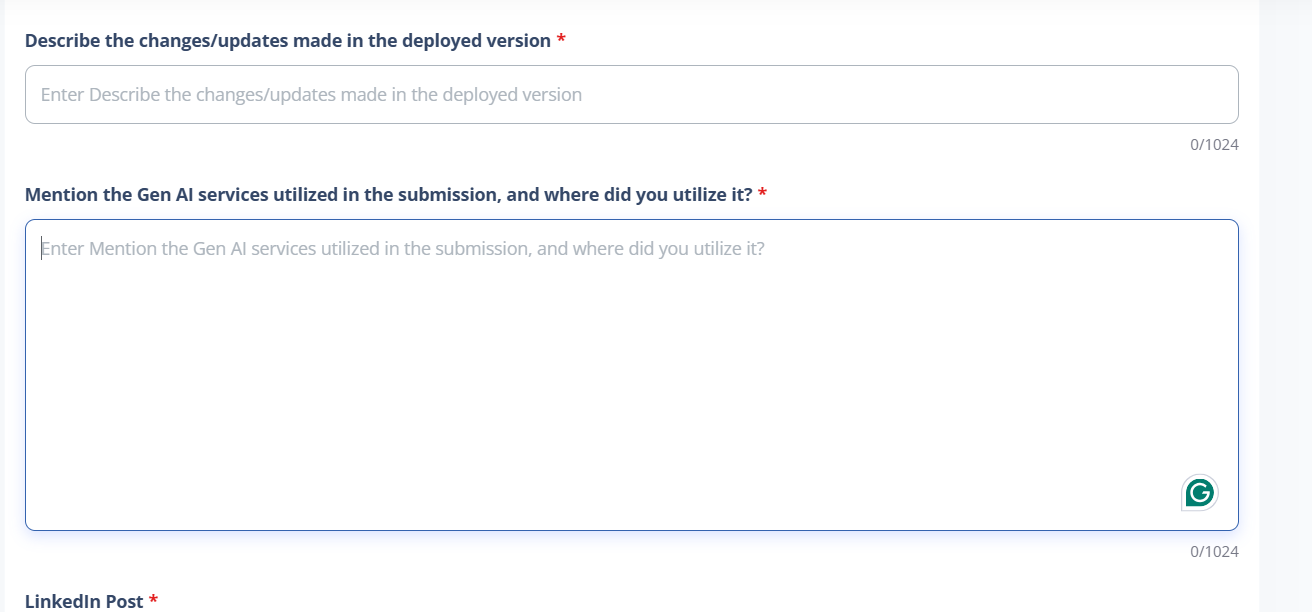 Describe the changes/updates made in the deployed version *
Enter Describe the changes/updates made in the deployed version
0/1024
Mention the Gen AI services utilized in the submission, and where did you utilize it? *
Enter Mention the Gen AI services utilized in the submission, and where did you utilize it?
G
0/1024
LinkedIn Post *